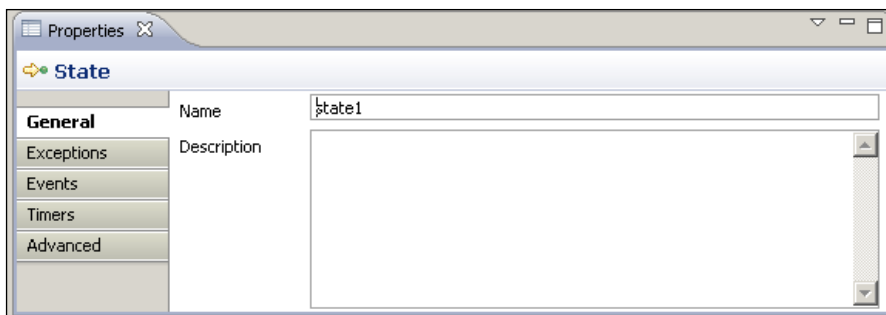 Properties
State
General
Exceptions
Events
Timers
Advanced
Name
state1
Description